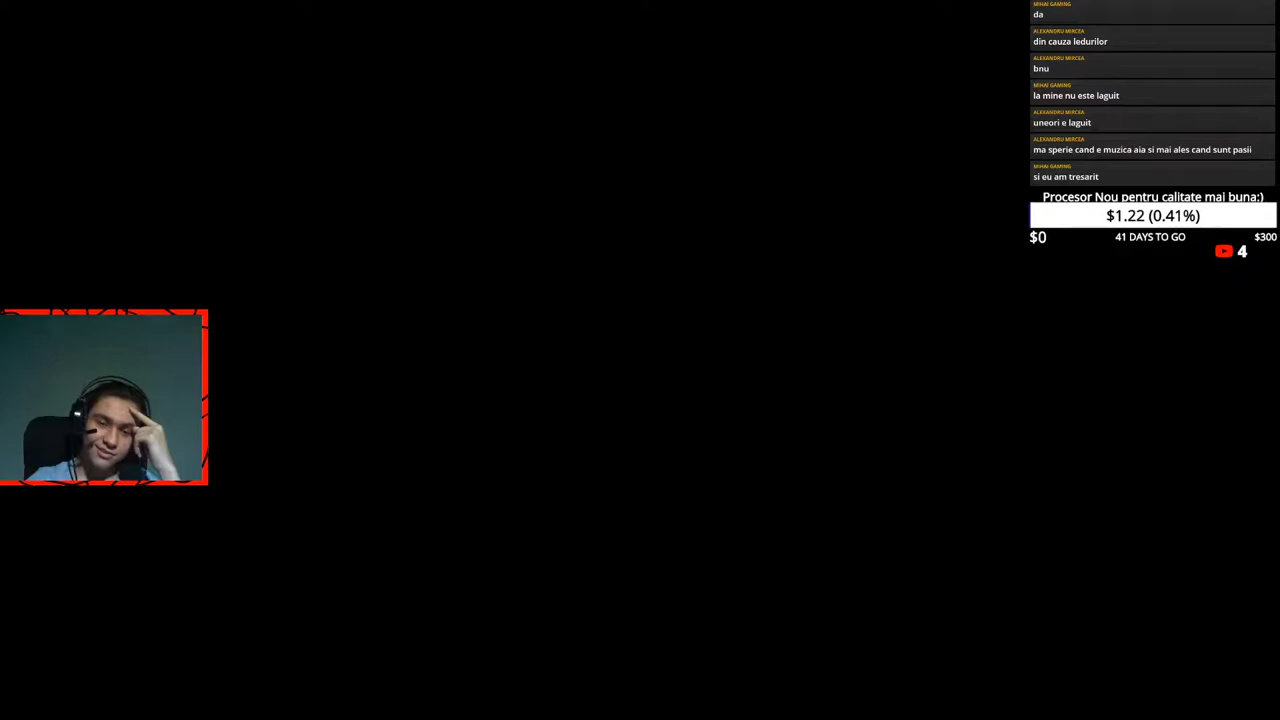 MIHAI GAMING
da
ALEXANDRU MIRCEA
din cauza ledurilor
ALEXANDRU MIRCEA
bnu
MIHAI GAMING
la mine nu este laguit
ALEXANDRU MIRCEA
uneori e laguit
ALEXANDRU MIRCEA
ma sperie cand e muzica aia si mai ales cand sunt pasii
MIHAI GAMING
si eu am tresarit
Procesor Nou pentru calitate mai buna:)
$1.22 (0.41%)
$0 41 DAYS TO GO $300
4